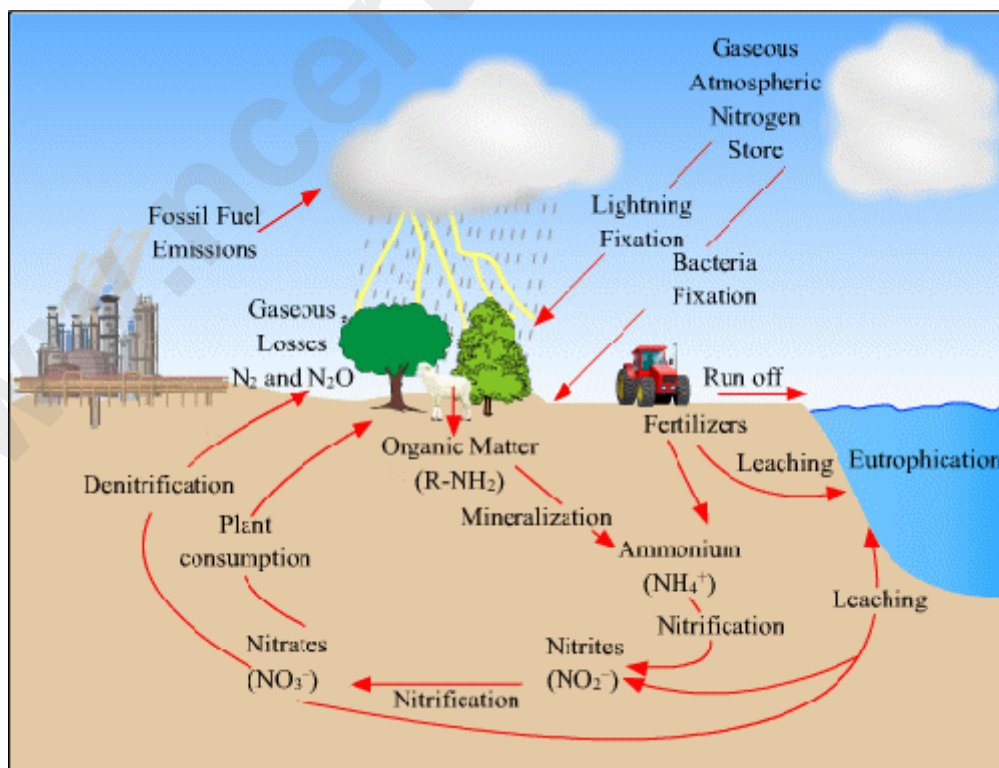 Gaseous
Atmospheric
Nitrogen
Store
Fossil Fuel
Emissions
Lightning
Fixation
Bacteria
Fixation
Gaseous
Losses
N₂ and N₂O
Run off
Fertilizers
Organic Matter
(R-NH₂)
Leaching
Eutrophication
Denitrification
Mineralization
Plant
consumption
Ammonium
(NH₄⁺)
Leaching
Nitrification
Nitrates
(NO₃⁻)
Nitrites
(NO₂⁻)
Nitrification